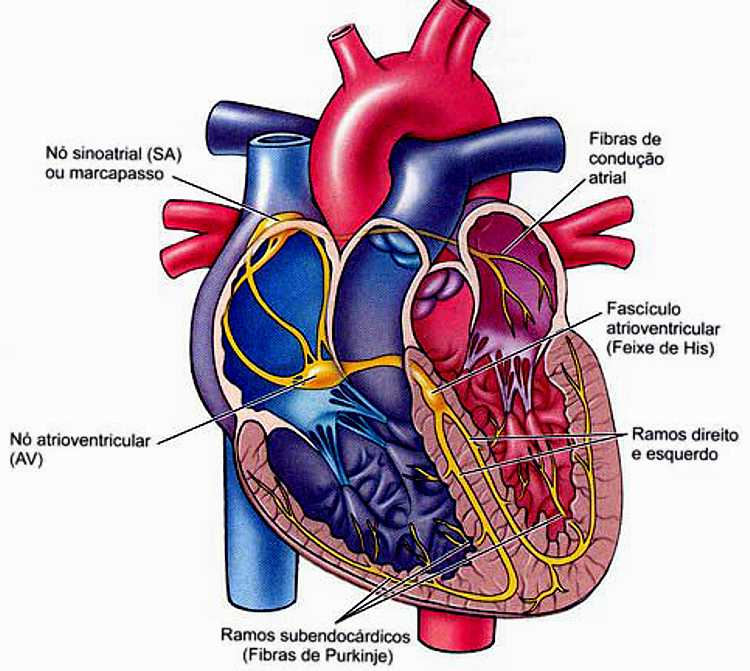 Nó sinoatrial (SA)
ou marcapasso
Fibras de
condução
atrial
Fascículo
atrioventricular
(Feixe de His)
Nó atrioventricular
(AV)
Ramos direito
e esquerdo
Ramos subendocárdicos
(Fibras de Purkinje)